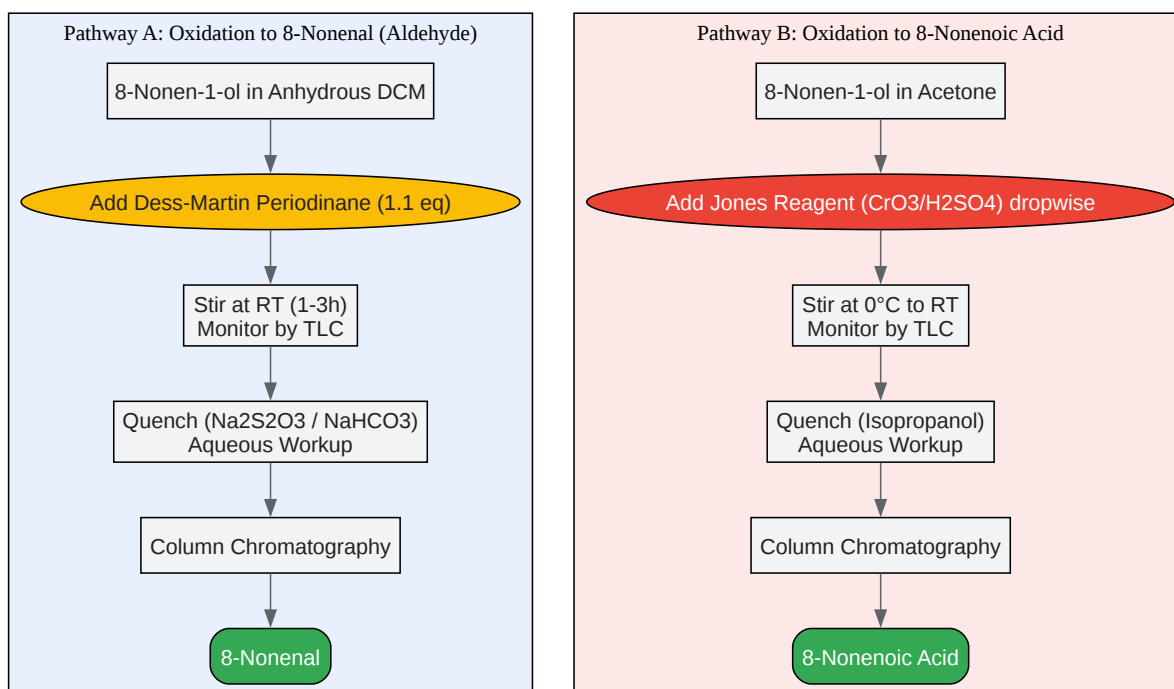 Pathway A: Oxidation to 8-Nonenal (Aldehyde)
8-Nonen-1-ol in Anhydrous DCM
Add Dess-Martin Periodinane (1.1 eq)
Stir at RT (1-3h)
Monitor by TLC
Quench (Na2S2O3 / NaHCO3)
Aqueous Workup
Column Chromatography
8-Nonenal
Pathway B: Oxidation to 8-Nonenoic Acid
8-Nonen-1-ol in Acetone
Add Jones Reagent (CrO3/H2SO4) dropwise
Stir at 0°C to RT
Monitor by TLC
Quench (Isopropanol)
Aqueous Workup
Column Chromatography
8-Nonenoic Acid